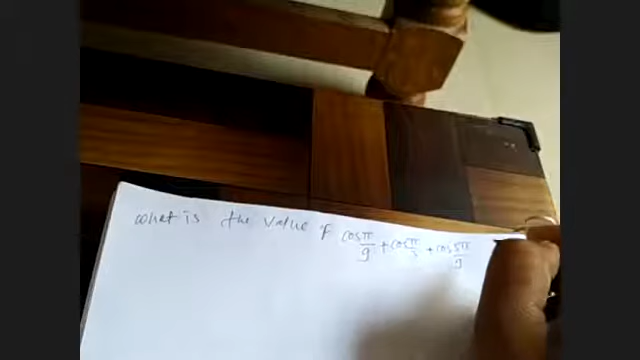 what is the value of cos π/9 + cos π/3 + cos 5π/9